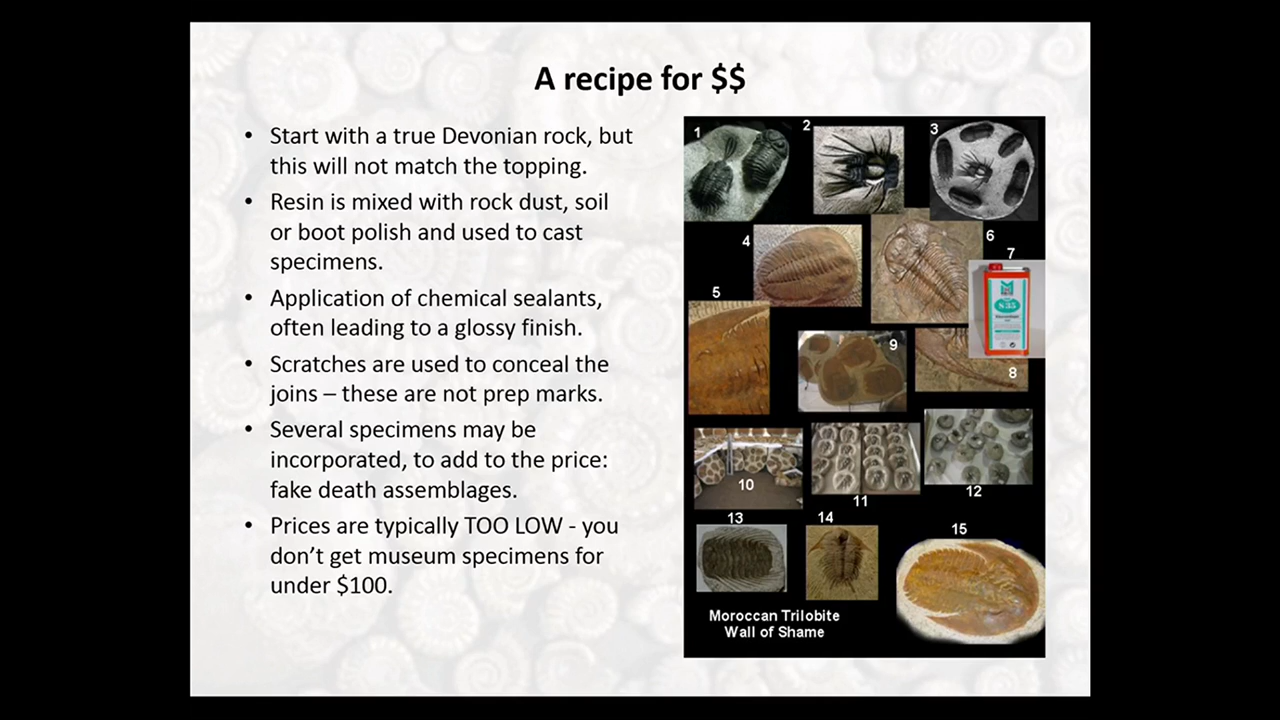 A recipe for $$
• Start with a true Devonian rock, but
this will not match the topping.
• Resin is mixed with rock dust, soil
or boot polish and used to cast
specimens.
• Application of chemical sealants,
often leading to a glossy finish.
• Scratches are used to conceal the
joins – these are not prep marks.
• Several specimens may be
incorporated, to add to the price:
fake death assemblages.
• Prices are typically TOO LOW - you
don’t get museum specimens for
under $100.
1
2
3
4
6
7
5
S35
9
8
10
11
12
13
14
15
Moroccan Trilobite
Wall of Shame